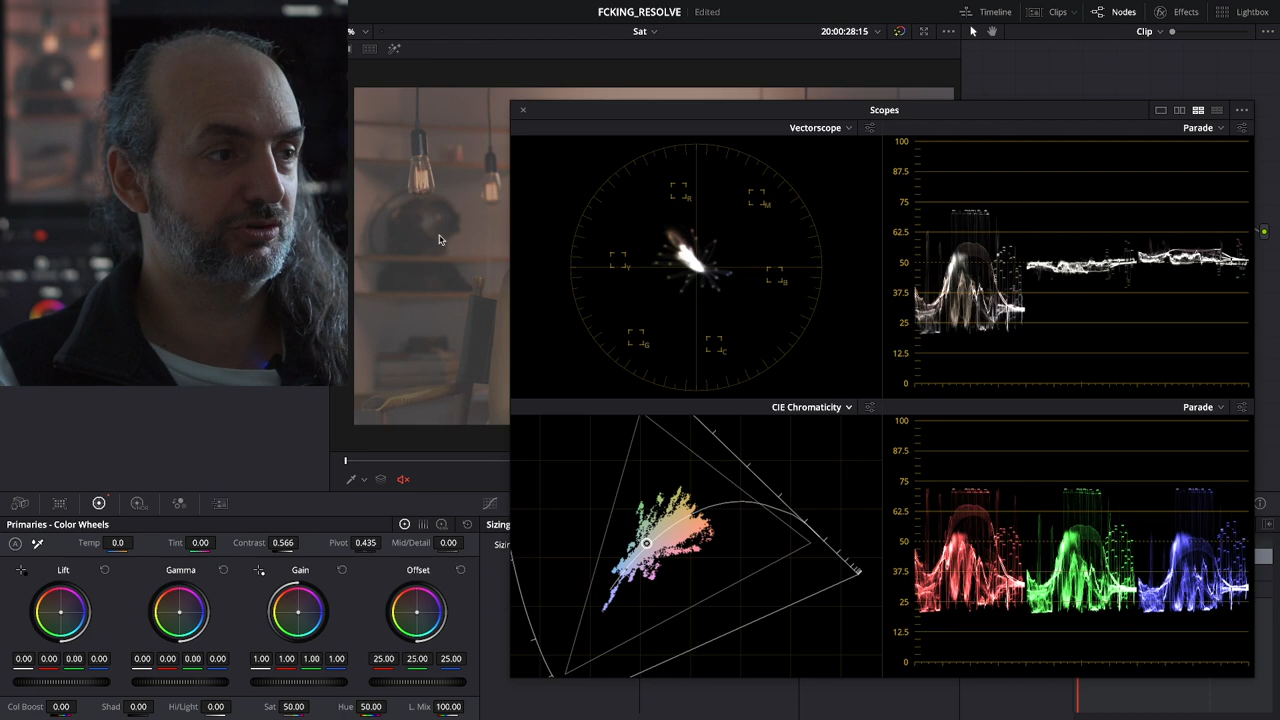 FCKING_RESOLVE Edited
Timeline Clips Nodes Effects Lightbox
% Sat 20:00:28:15 Clip
Scopes
Vectorscope Parade
100
87.5
75
62.5
50
37.5
25
12.5
0
R
M
Y
B
G
C
CIE Chromaticity Parade
100
87.5
75
62.5
50
37.5
25
12.5
0
Primaries - Color Wheels Sizing
A Temp 0.0 Tint 0.00 Contrast 0.566 Pivot 0.435 Mid/Detail 0.00
Lift Gamma Gain Offset
0.00 0.00 0.00 0.00 0.00 0.00 0.00 0.00 1.00 1.00 1.00 1.00 25.00 25.00 25.00
Col Boost 0.00 Shad 0.00 Hi/Light 0.00 Sat 50.00 Hue 50.00 L. Mix 100.00